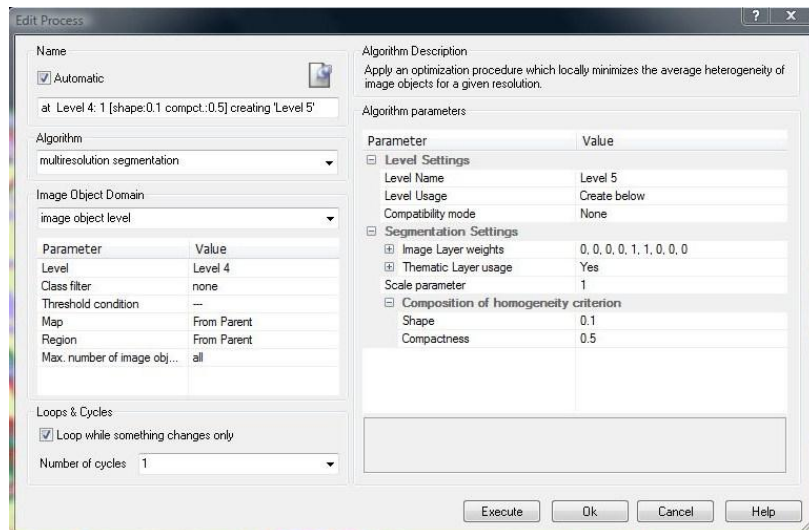 Edit Process
? X
Name
Automatic
at Level 4: 1 [shape:0.1 compct.:0.5] creating 'Level 5'
Algorithm
multiresolution segmentation
Image Object Domain
image object level
Parameter Value
Level Level 4
Class filter none
Threshold condition ---
Map From Parent
Region From Parent
Max. number of image obj... all
Loops & Cycles
Loop while something changes only
Number of cycles 1
Algorithm Description
Apply an optimization procedure which locally minimizes the average heterogeneity of
image objects for a given resolution.
Algorithm parameters
Parameter Value
Level Settings
Level Name Level 5
Level Usage Create below
Compatibility mode None
Segmentation Settings
Image Layer weights 0, 0, 0, 0, 1, 1, 0, 0, 0
Thematic Layer usage Yes
Scale parameter 1
Composition of homogeneity criterion
Shape 0.1
Compactness 0.5
Execute Ok Cancel Help